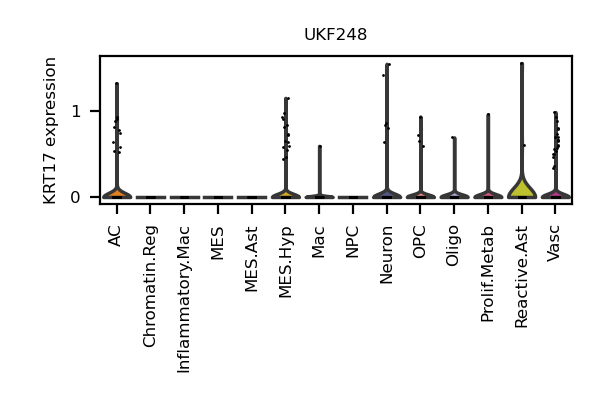 UKF248
KRT17 expression
1
0
AC
Chromatin.Reg
Inflammatory.Mac
MES
MES.Ast
MES.Hyp
Mac
NPC
Neuron
OPC
Oligo
Prolif.Metab
Reactive.Ast
Vasc